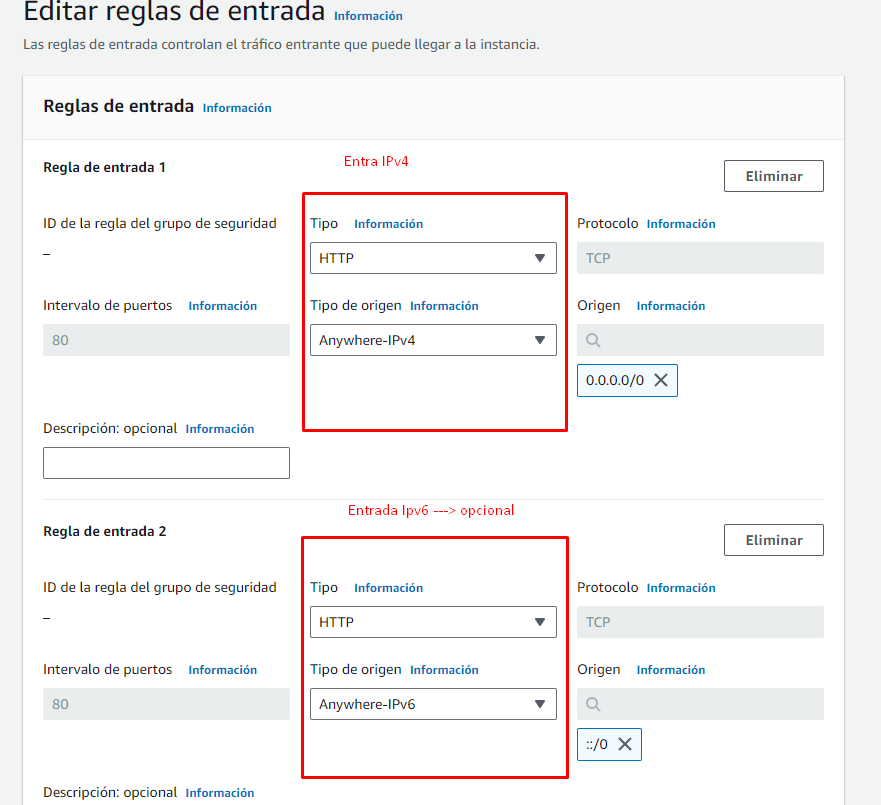 Editar reglas de entrada Información
Las reglas de entrada controlan el tráfico entrante que puede llegar a la instancia.
Reglas de entrada Información
Entra IPv4
Regla de entrada 1
Eliminar
ID de la regla del grupo de seguridad
Tipo Información
Protocolo Información
–
HTTP
TCP
Intervalo de puertos Información
Tipo de origen Información
Origen Información
80
Anywhere-IPv4
0.0.0.0/0
Descripción: opcional Información
Entrada Ipv6 ---> opcional
Regla de entrada 2
Eliminar
ID de la regla del grupo de seguridad
Tipo Información
Protocolo Información
–
HTTP
TCP
Intervalo de puertos Información
Tipo de origen Información
Origen Información
80
Anywhere-IPv6
::/0
Descripción: opcional Información